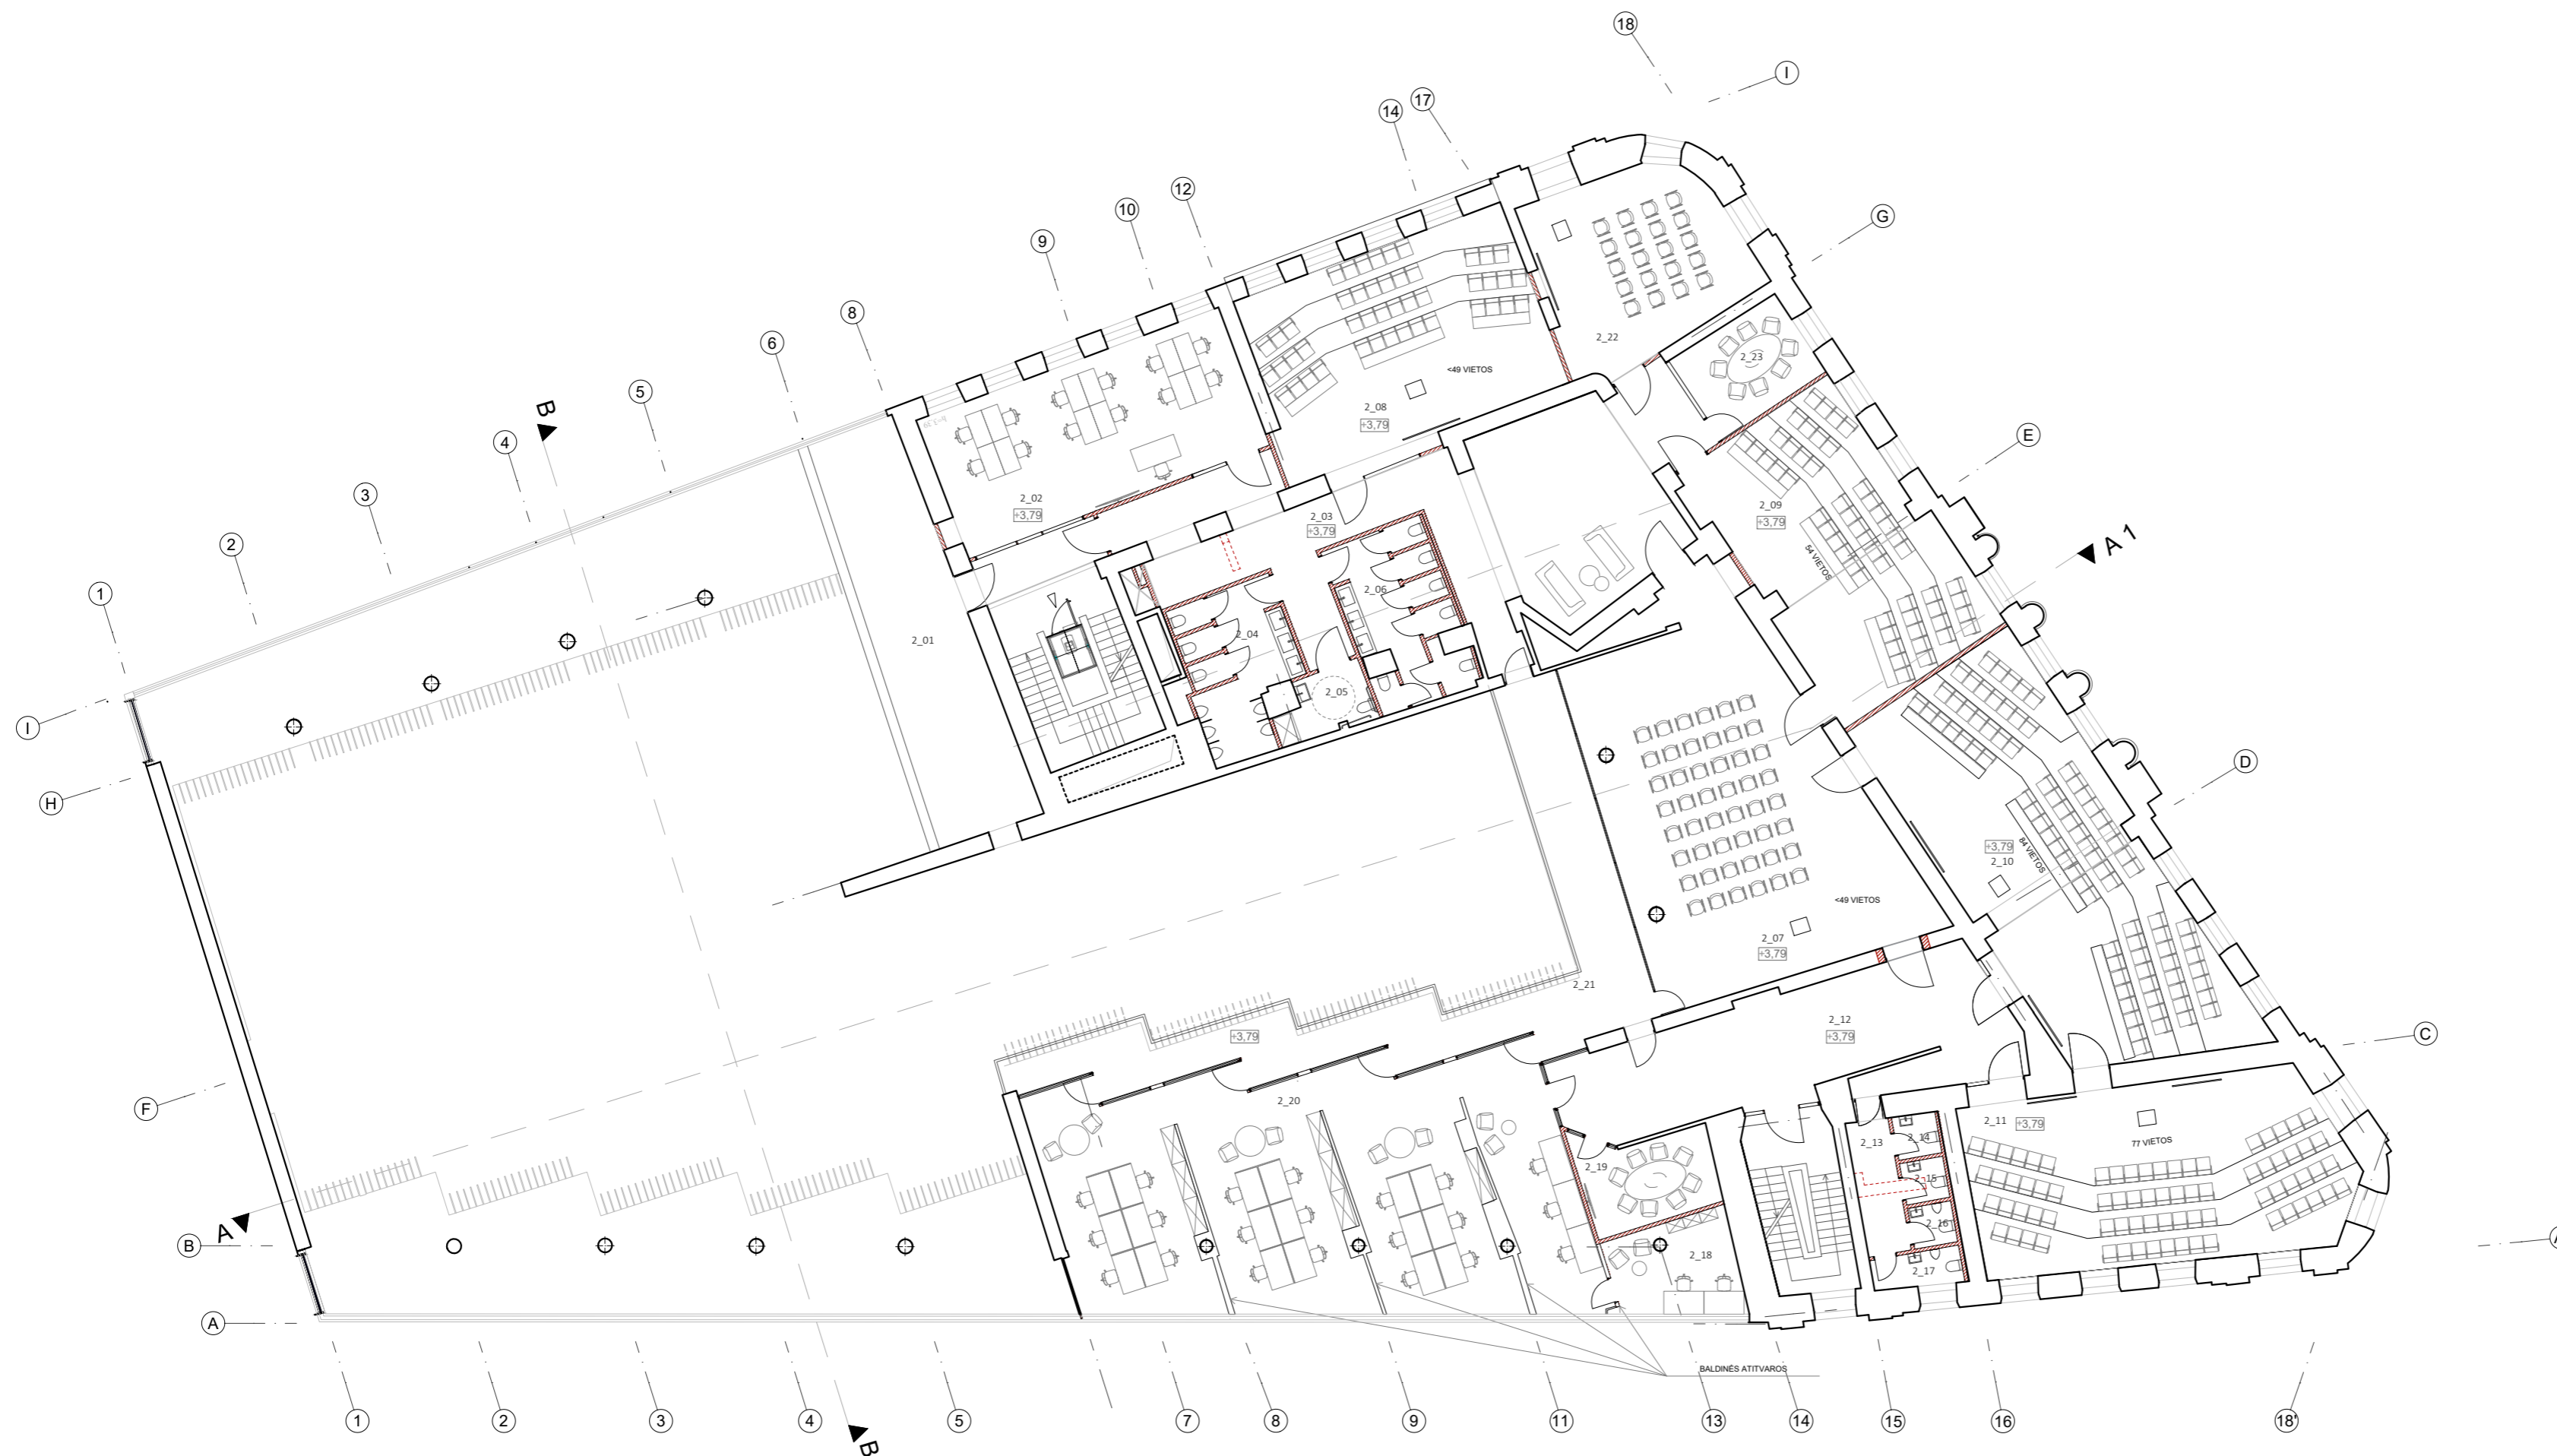 18
I
17
14
12
G
10
9
8
6
E
5
4
B
3
2
1
A 1
I
H
D
F
C
A
B
A
2_22
2_23
<49 VIETOS
2_08
+3,79
2_02
+3,79
2_03
+3,79
2_09
+3,79
54 VIETOS
2_06
2_04
2_01
2_05
+3,79
2_10
84 VIETOS
<49 VIETOS
2_07
+3,79
2_21
2_12
+3,79
+3,79
2_20
2_11
+3,79
77 VIETOS
2_13
2_14
2_15
2_16
2_17
2_19
2_18
BALDINĖS ATITVAROS
1
2
3
4
B
5
7
8
9
11
13
14
15
16
18'